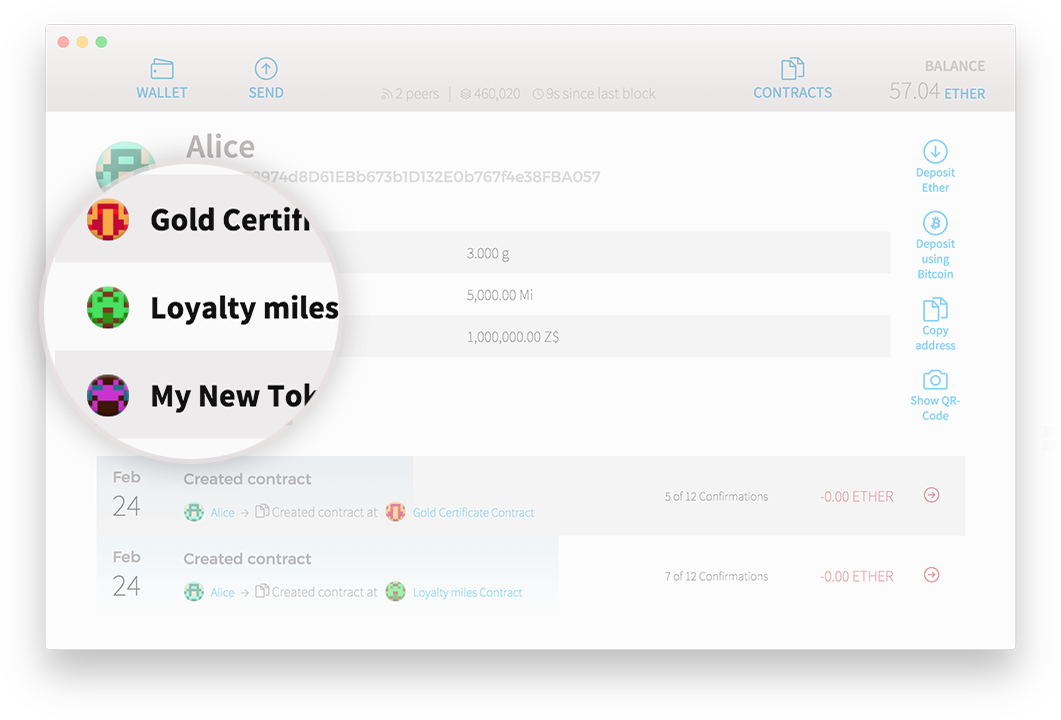 BALANCE
WALLET SEND 2 peers | 460,020 9s since last block CONTRACTS 57.04 ETHER
Alice
974d8D61EBb673b1D132E0b767f4e38FBA057
Deposit
Ether
Gold Certifi
3.000 g
Deposit
using
Bitcoin
Loyalty miles
5,000.00 Mi
1,000,000.00 Z$
Copy
address
My New Tok
Show QR-
Code
Feb
24
Created contract
Alice → Created contract at Gold Certificate Contract
5 of 12 Confirmations
-0.00 ETHER
Feb
24
Created contract
Alice → Created contract at Loyalty miles Contract
7 of 12 Confirmations
-0.00 ETHER